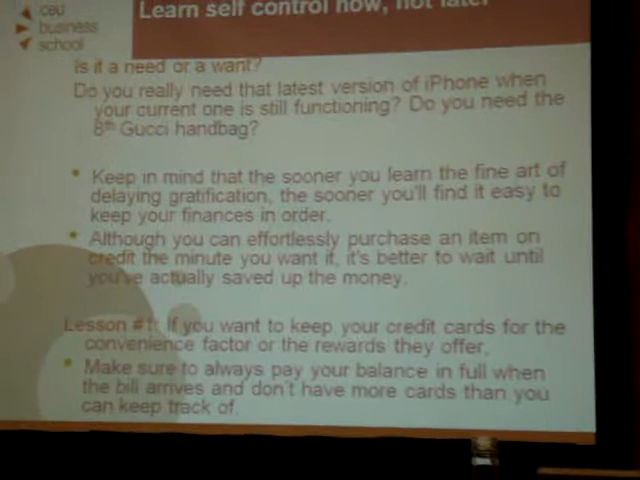 ceu
business
school
Learn self control now, not later
Is it a need or a want?
Do you really need that latest version of iPhone when
your current one is still functioning? Do you need the
8th Gucci handbag?
• Keep in mind that the sooner you learn the fine art of
delaying gratification, the sooner you'll find it easy to
keep your finances in order.
• Although you can effortlessly purchase an item on
credit the minute you want it, it's better to wait until
you've actually saved up the money.
Lesson #1: If you want to keep your credit cards for the
convenience factor or the rewards they offer,
• Make sure to always pay your balance in full when
the bill arrives and don't have more cards than you
can keep track of.